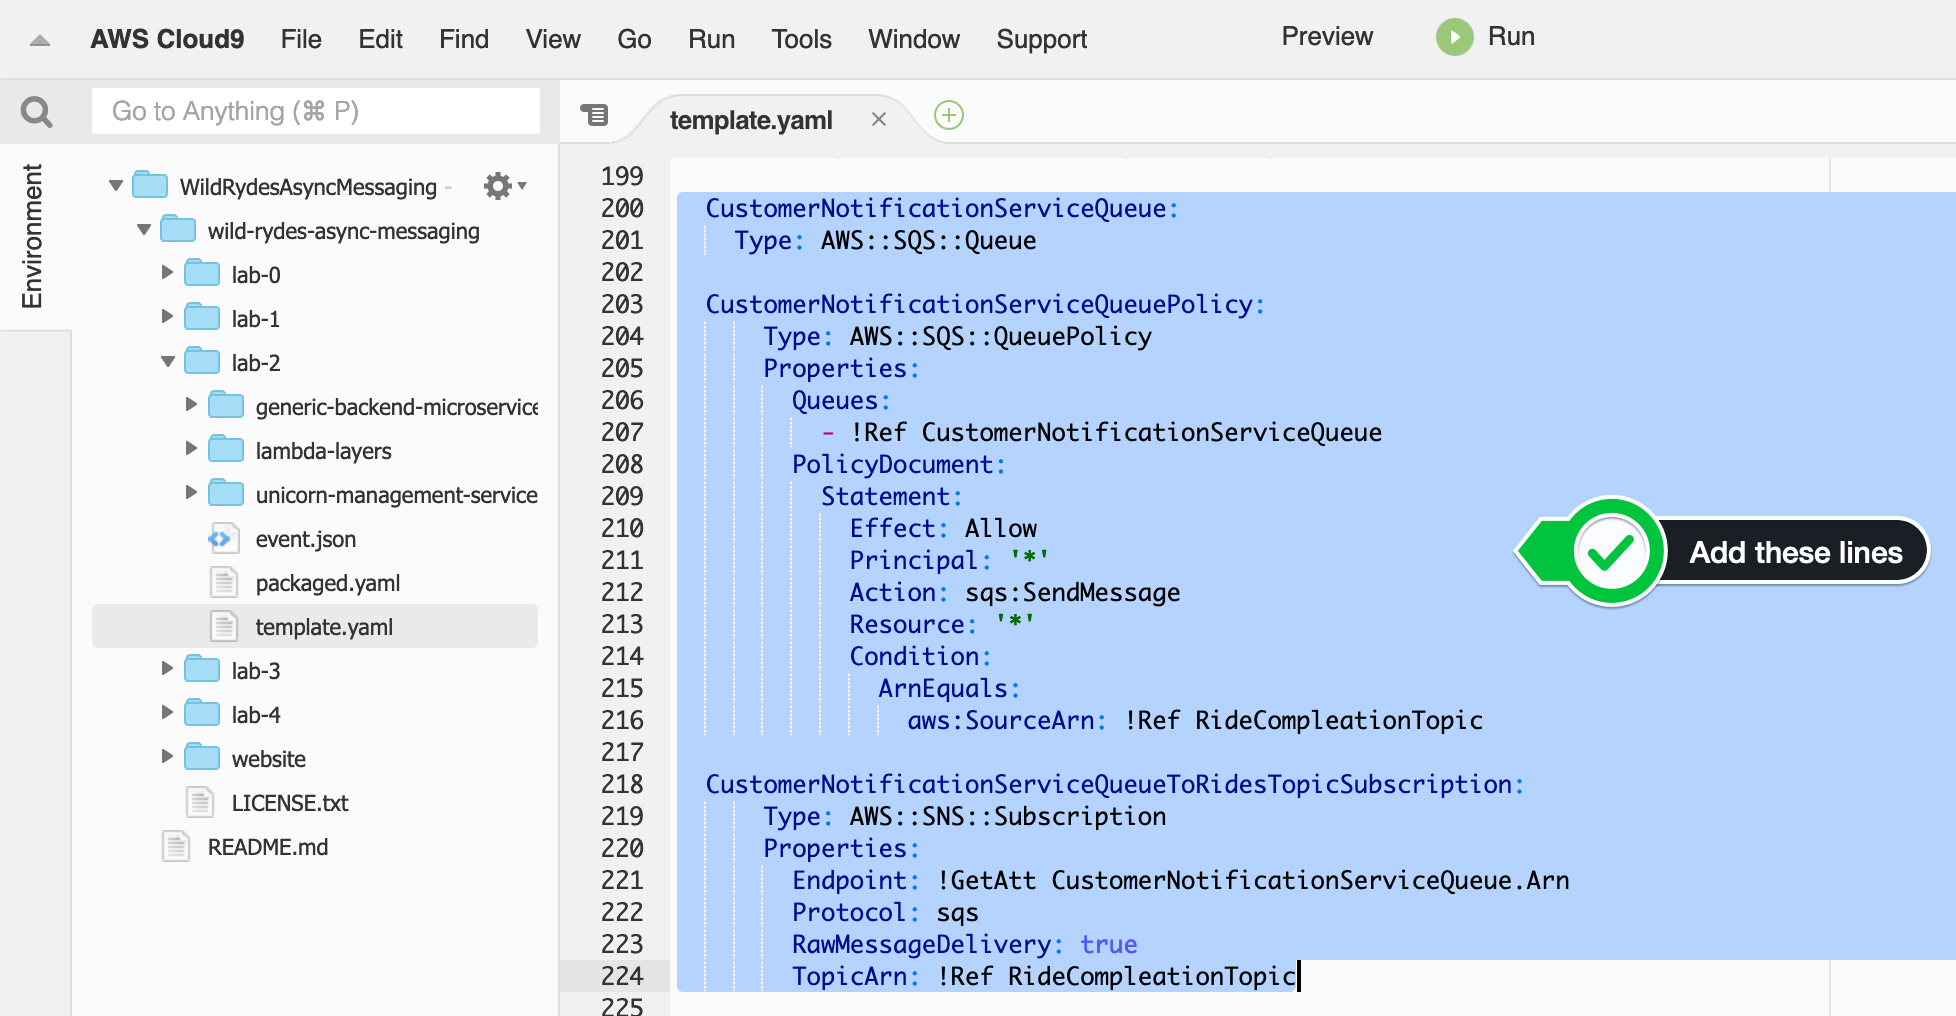 AWS Cloud9 File Edit Find View Go Run Tools Window Support Preview Run
Go to Anything (⌘ P)
template.yaml
Environment
WildRydesAsyncMessaging -
wild-rydes-async-messaging
lab-0
lab-1
lab-2
generic-backend-microservice
lambda-layers
unicorn-management-service
event.json
packaged.yaml
template.yaml
lab-3
lab-4
website
LICENSE.txt
README.md
199
200 CustomerNotificationServiceQueue:
201 Type: AWS::SQS::Queue
202
203 CustomerNotificationServiceQueuePolicy:
204 Type: AWS::SQS::QueuePolicy
205 Properties:
206 Queues:
207 - !Ref CustomerNotificationServiceQueue
208 PolicyDocument:
209 Statement:
210 Effect: Allow
211 Principal: '*'
212 Action: sqs:SendMessage
213 Resource: '*'
214 Condition:
215 ArnEquals:
216 aws:SourceArn: !Ref RideCompleationTopic
217
218 CustomerNotificationServiceQueueToRidesTopicSubscription:
219 Type: AWS::SNS::Subscription
220 Properties:
221 Endpoint: !GetAtt CustomerNotificationServiceQueue.Arn
222 Protocol: sqs
223 RawMessageDelivery: true
224 TopicArn: !Ref RideCompleationTopic
225
Add these lines